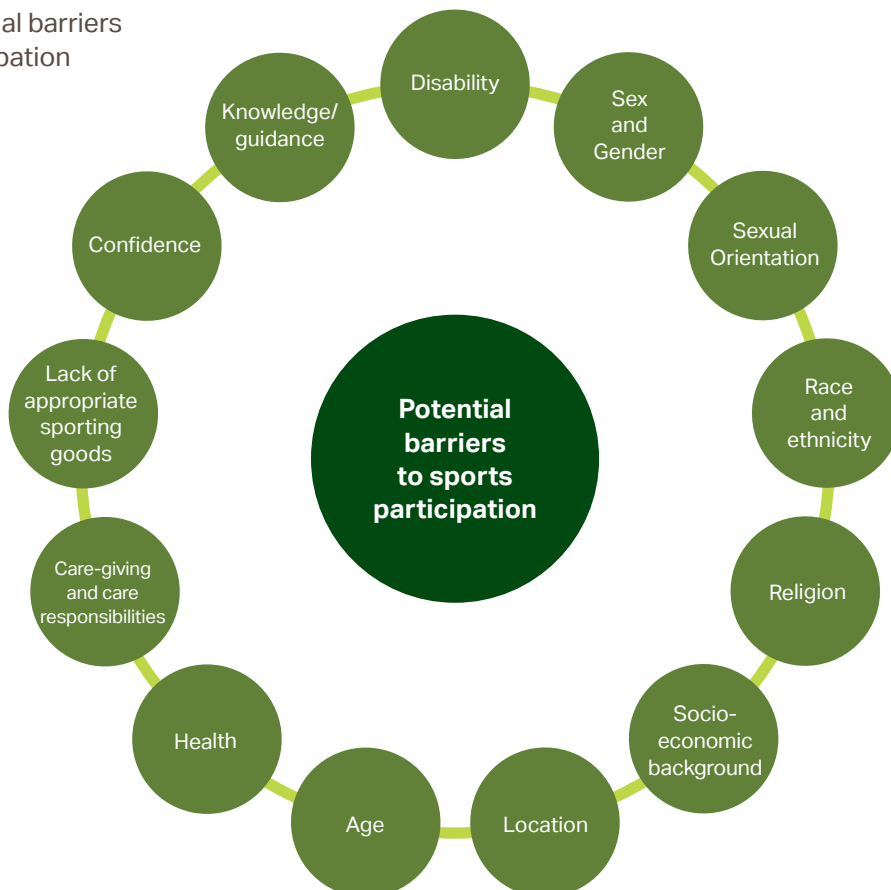 al barriers
pation
Disability
Sex
and
Gender
Sexual
Orientation
Race
and
ethnicity
Religion
Socio-
economic
background
Location
Age
Health
Care-giving
and care
responsibilities
Lack of
appropriate
sporting
goods
Confidence
Knowledge/
guidance
Potential
barriers
to sports
participation